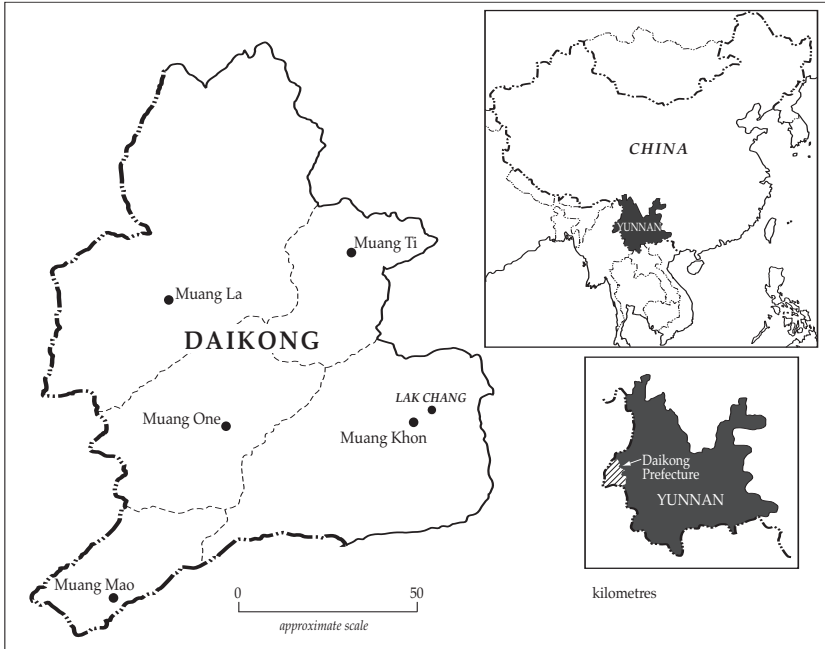 Muang Ti
Muang La
DAIKONG
LAK CHANG
Muang One
Muang Khon
Muang Mao
0
50
approximate scale
kilometres
CHINA
YUNNAN
Daikong
Prefecture
YUNNAN